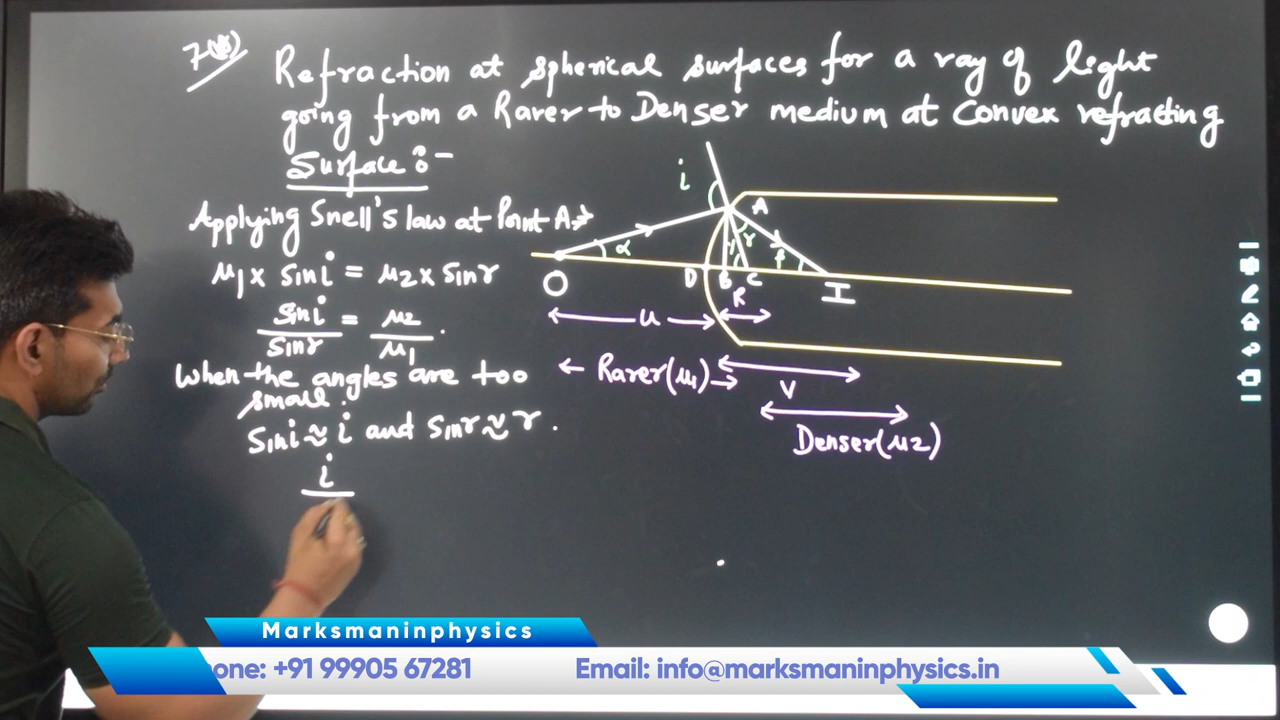 Refraction at spherical surfaces for a ray of light
going from a Rarer to Denser medium at Convex refracting
Surface :-
Applying Snell's law at Point A→
μ1 x sin i = μ2 x sin r
sin i / sin r = μ2 / μ1 .
When the angles are too
small.
Sin i ≈ i and sin r ≈ r .
i
i
A
α
γ
r
β
O
D
B
C
I
R
u
Rarer(μ1)
V
Denser(μ2)
Marksmaninphysics
one: +91 99905 67281
Email: info@marksmaninphysics.in